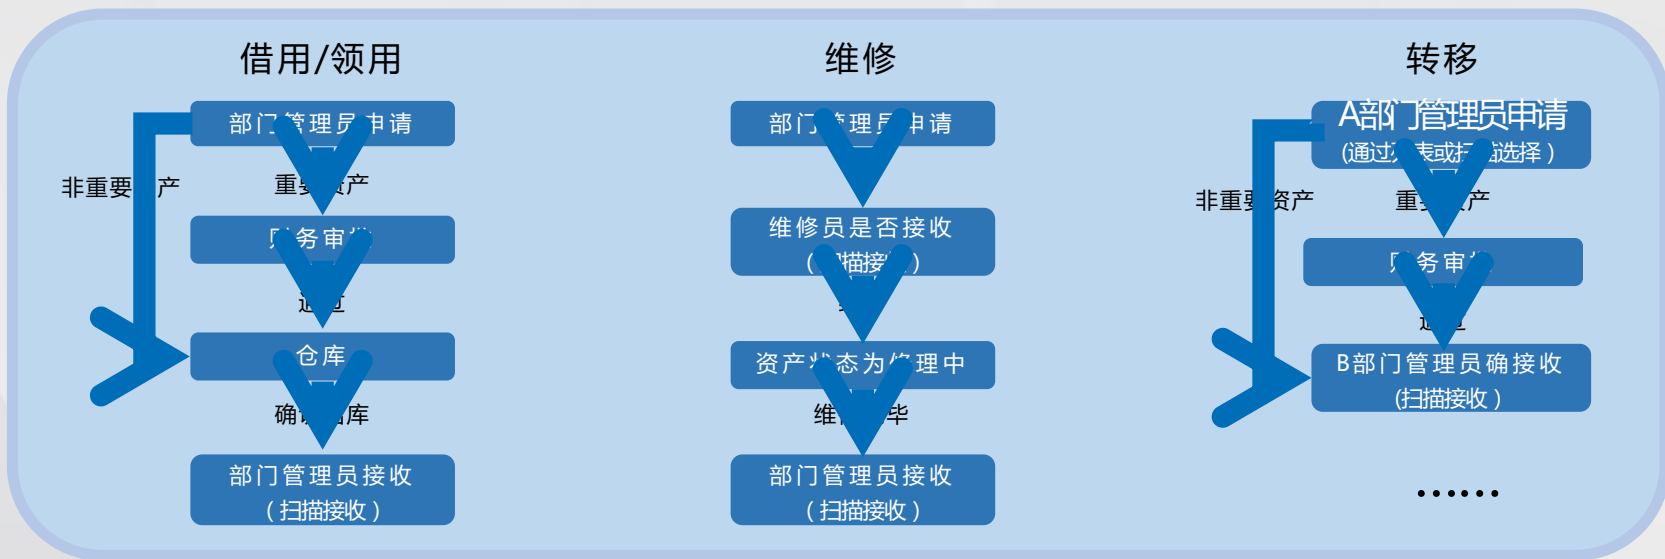 借用/领用
部门管理员申请
非重要资产
重要资产
财务审批
通过
仓库
确认出库
部门管理员接收
(扫描接收)
维修
部门管理员申请
维修员是否接收
(扫描接收)
资产状态为修理中
维修完毕
部门管理员接收
(扫描接收)
转移
A部门管理员申请
(通过列表或扫描选择)
非重要资产
重要资产
财务审批
通过
B部门管理员确接收
(扫描接收)
……